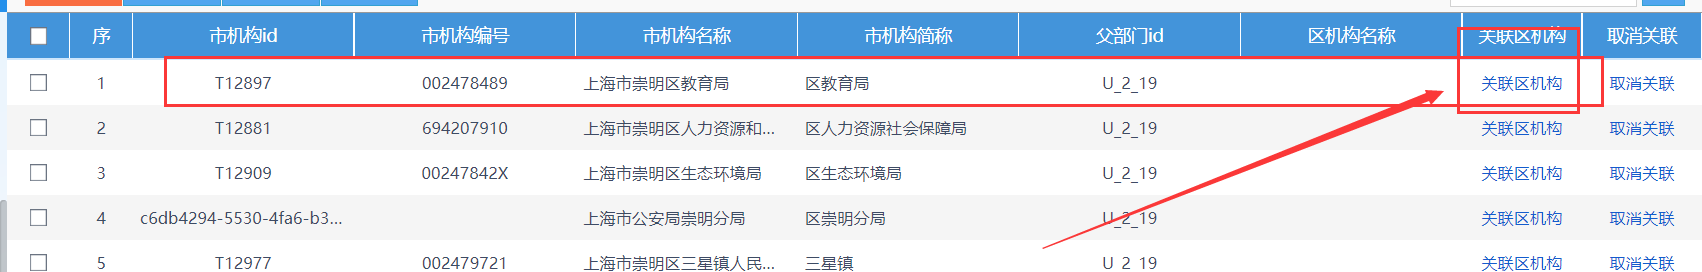 序 市机构id 市机构编号 市机构名称 市机构简称 父部门id 区机构名称 关联区机构 取消关联
1 T12897 002478489 上海市崇明区教育局 区教育局 U_2_19 关联区机构 取消关联
2 T12881 694207910 上海市崇明区人力资源和... 区人力资源社会保障局 U_2_19 关联区机构 取消关联
3 T12909 00247842X 上海市崇明区生态环境局 区生态环境局 U_2_19 关联区机构 取消关联
4 c6db4294-5530-4fa6-b3... 上海市公安局崇明分局 区崇明分局 U_2_19 关联区机构 取消关联
5 T12977 002479721 上海市崇明区三星镇人民... 三星镇 U_2_19 关联区机构 取消关联